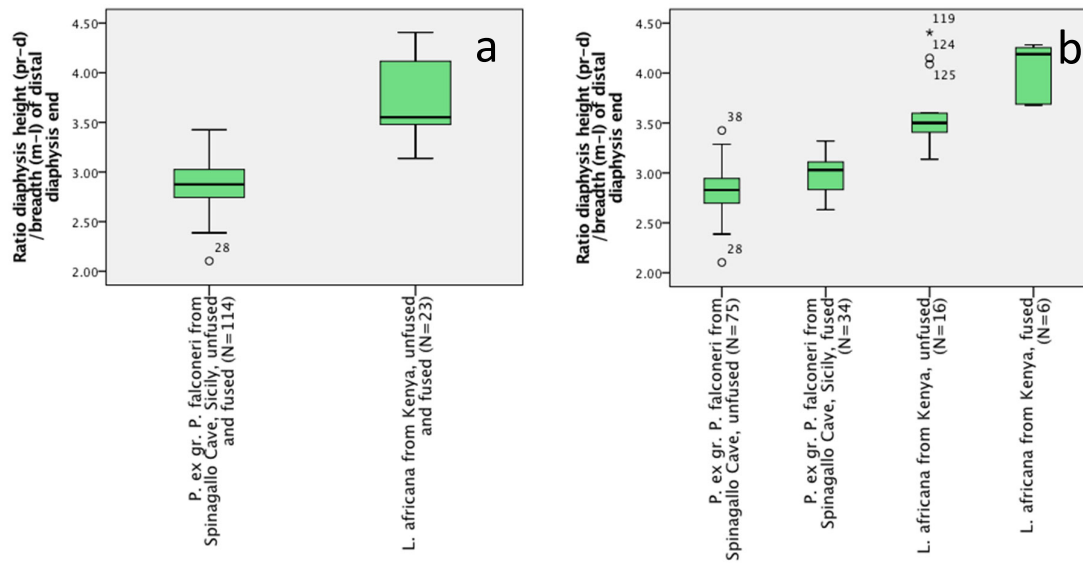 a
Ratio diaphysis height (pr-d)
/breadth (m-l) of distal
diaphysis end
4.50
4.00
3.50
3.00
2.50
2.00
28
P. ex gr. P. falconeri from
Spinagallo Cave, Sicily, unfused
and fused (N=114)
L. africana from Kenya, unfused
and fused (N=23)
b
Ratio diaphysis height (pr-d)
/breadth (m-l) of distal
diaphysis end
4.50
4.00
3.50
3.00
2.50
2.00
38
28
119
*
124
125
P. ex gr. P. falconeri from
Spinagallo Cave, unfused (N=75)
P. ex gr. P. falconeri from
Spinagallo Cave, Sicily, fused
(N=34)
L. africana from Kenya, unfused
(N=16)
L. africana from Kenya, fused
(N=6)